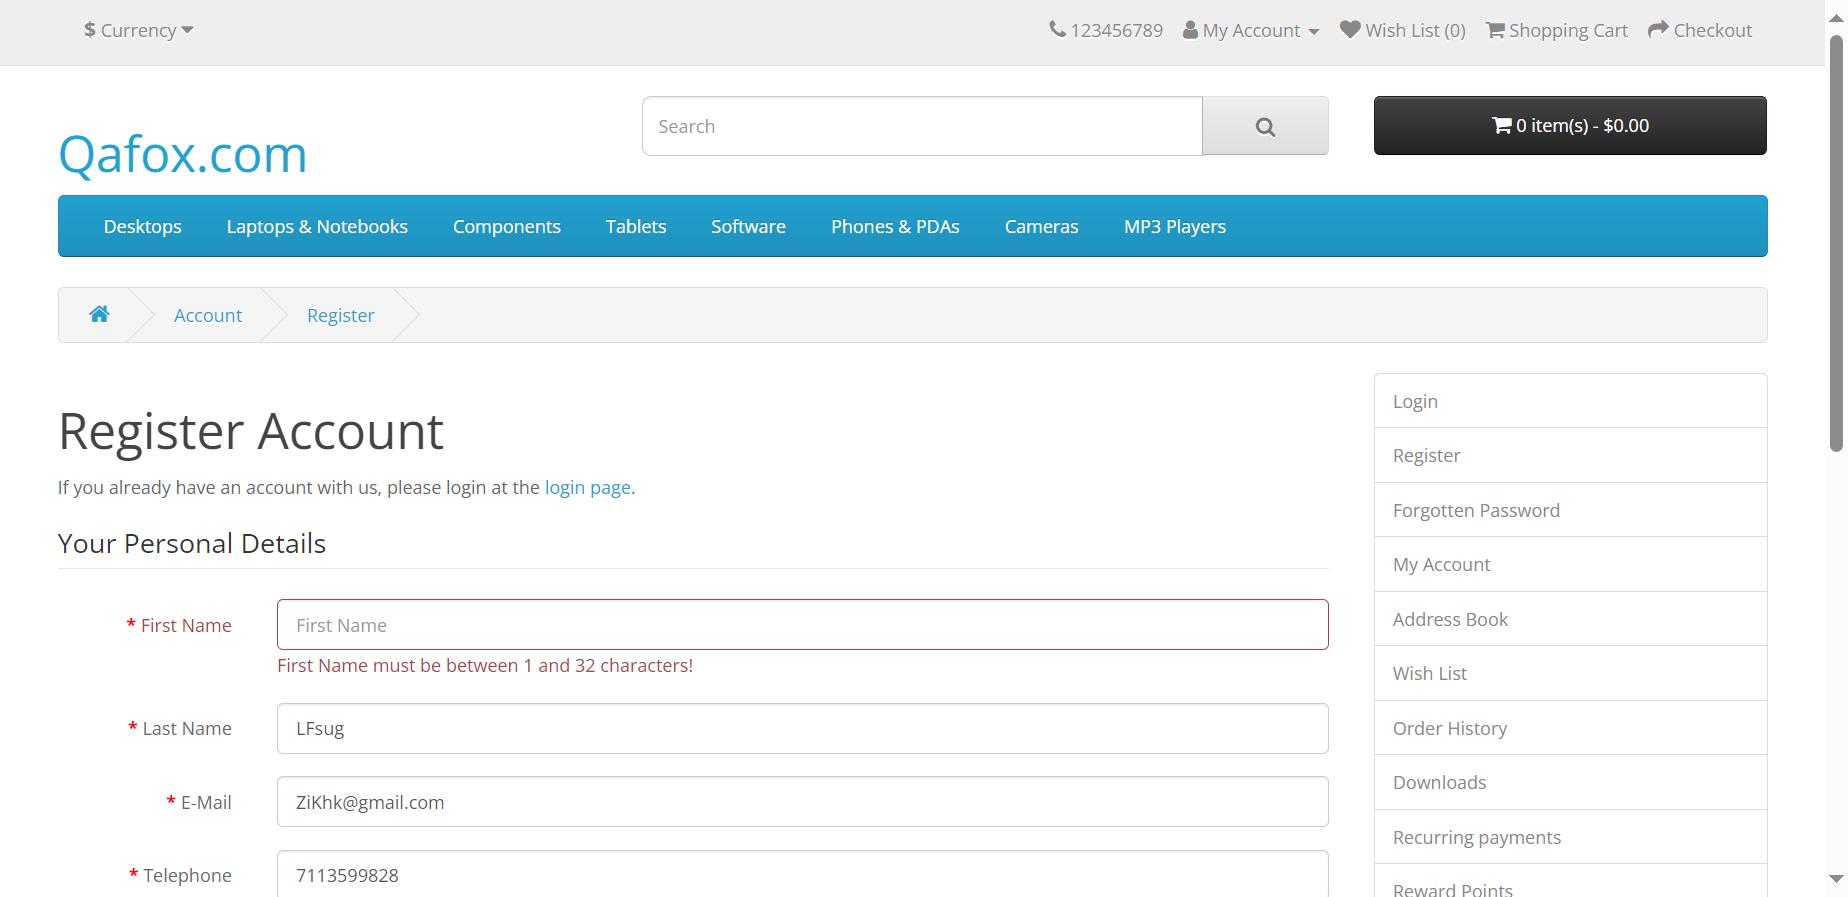 $ Currency
123456789 My Account Wish List (0) Shopping Cart Checkout
Qafox.com
Search
0 item(s) - $0.00
Desktops Laptops & Notebooks Components Tablets Software Phones & PDAs Cameras MP3 Players
Account Register
Register Account
If you already have an account with us, please login at the login page.
Your Personal Details
* First Name First Name
First Name must be between 1 and 32 characters!
* Last Name LFsug
* E-Mail ZiKhk@gmail.com
* Telephone 7113599828
Login
Register
Forgotten Password
My Account
Address Book
Wish List
Order History
Downloads
Recurring payments
Reward Points